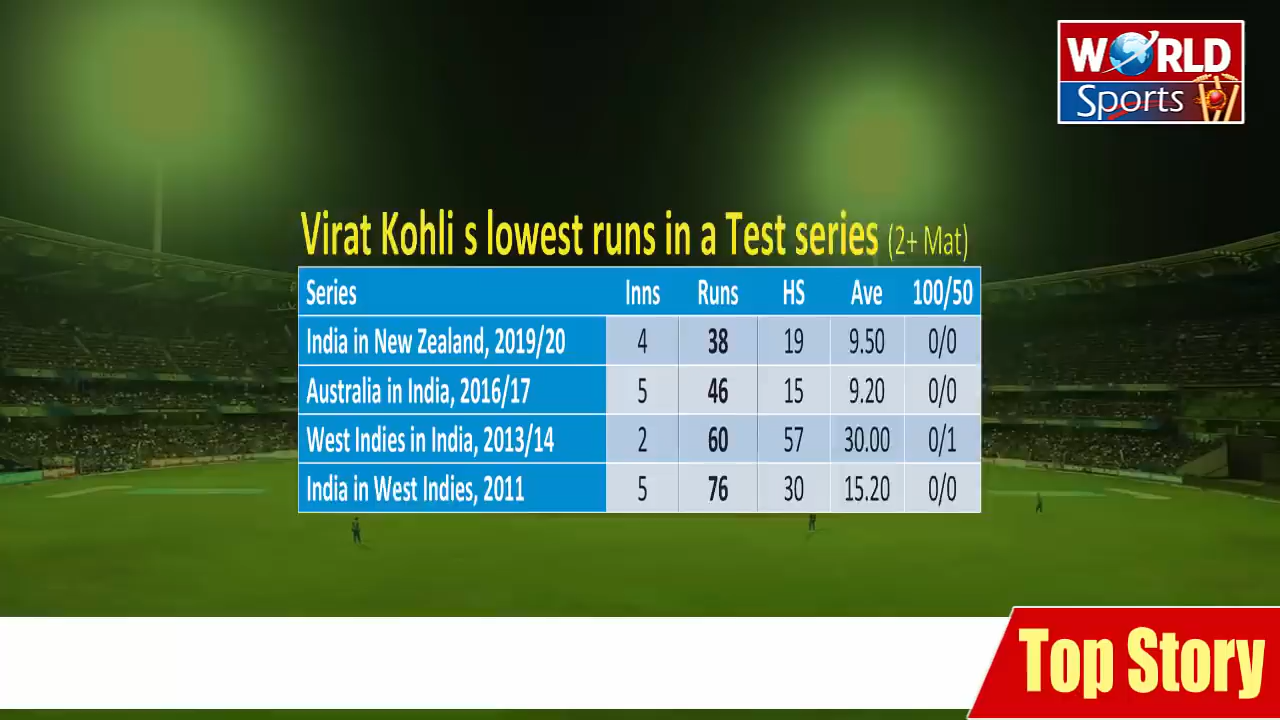 WORLD
Sports
Virat Kohli s lowest runs in a Test series (2+ Mat)
Series Inns Runs HS Ave 100/50
India in New Zealand, 2019/20 4 38 19 9.50 0/0
Australia in India, 2016/17 5 46 15 9.20 0/0
West Indies in India, 2013/14 2 60 57 30.00 0/1
India in West Indies, 2011 5 76 30 15.20 0/0
Top Story